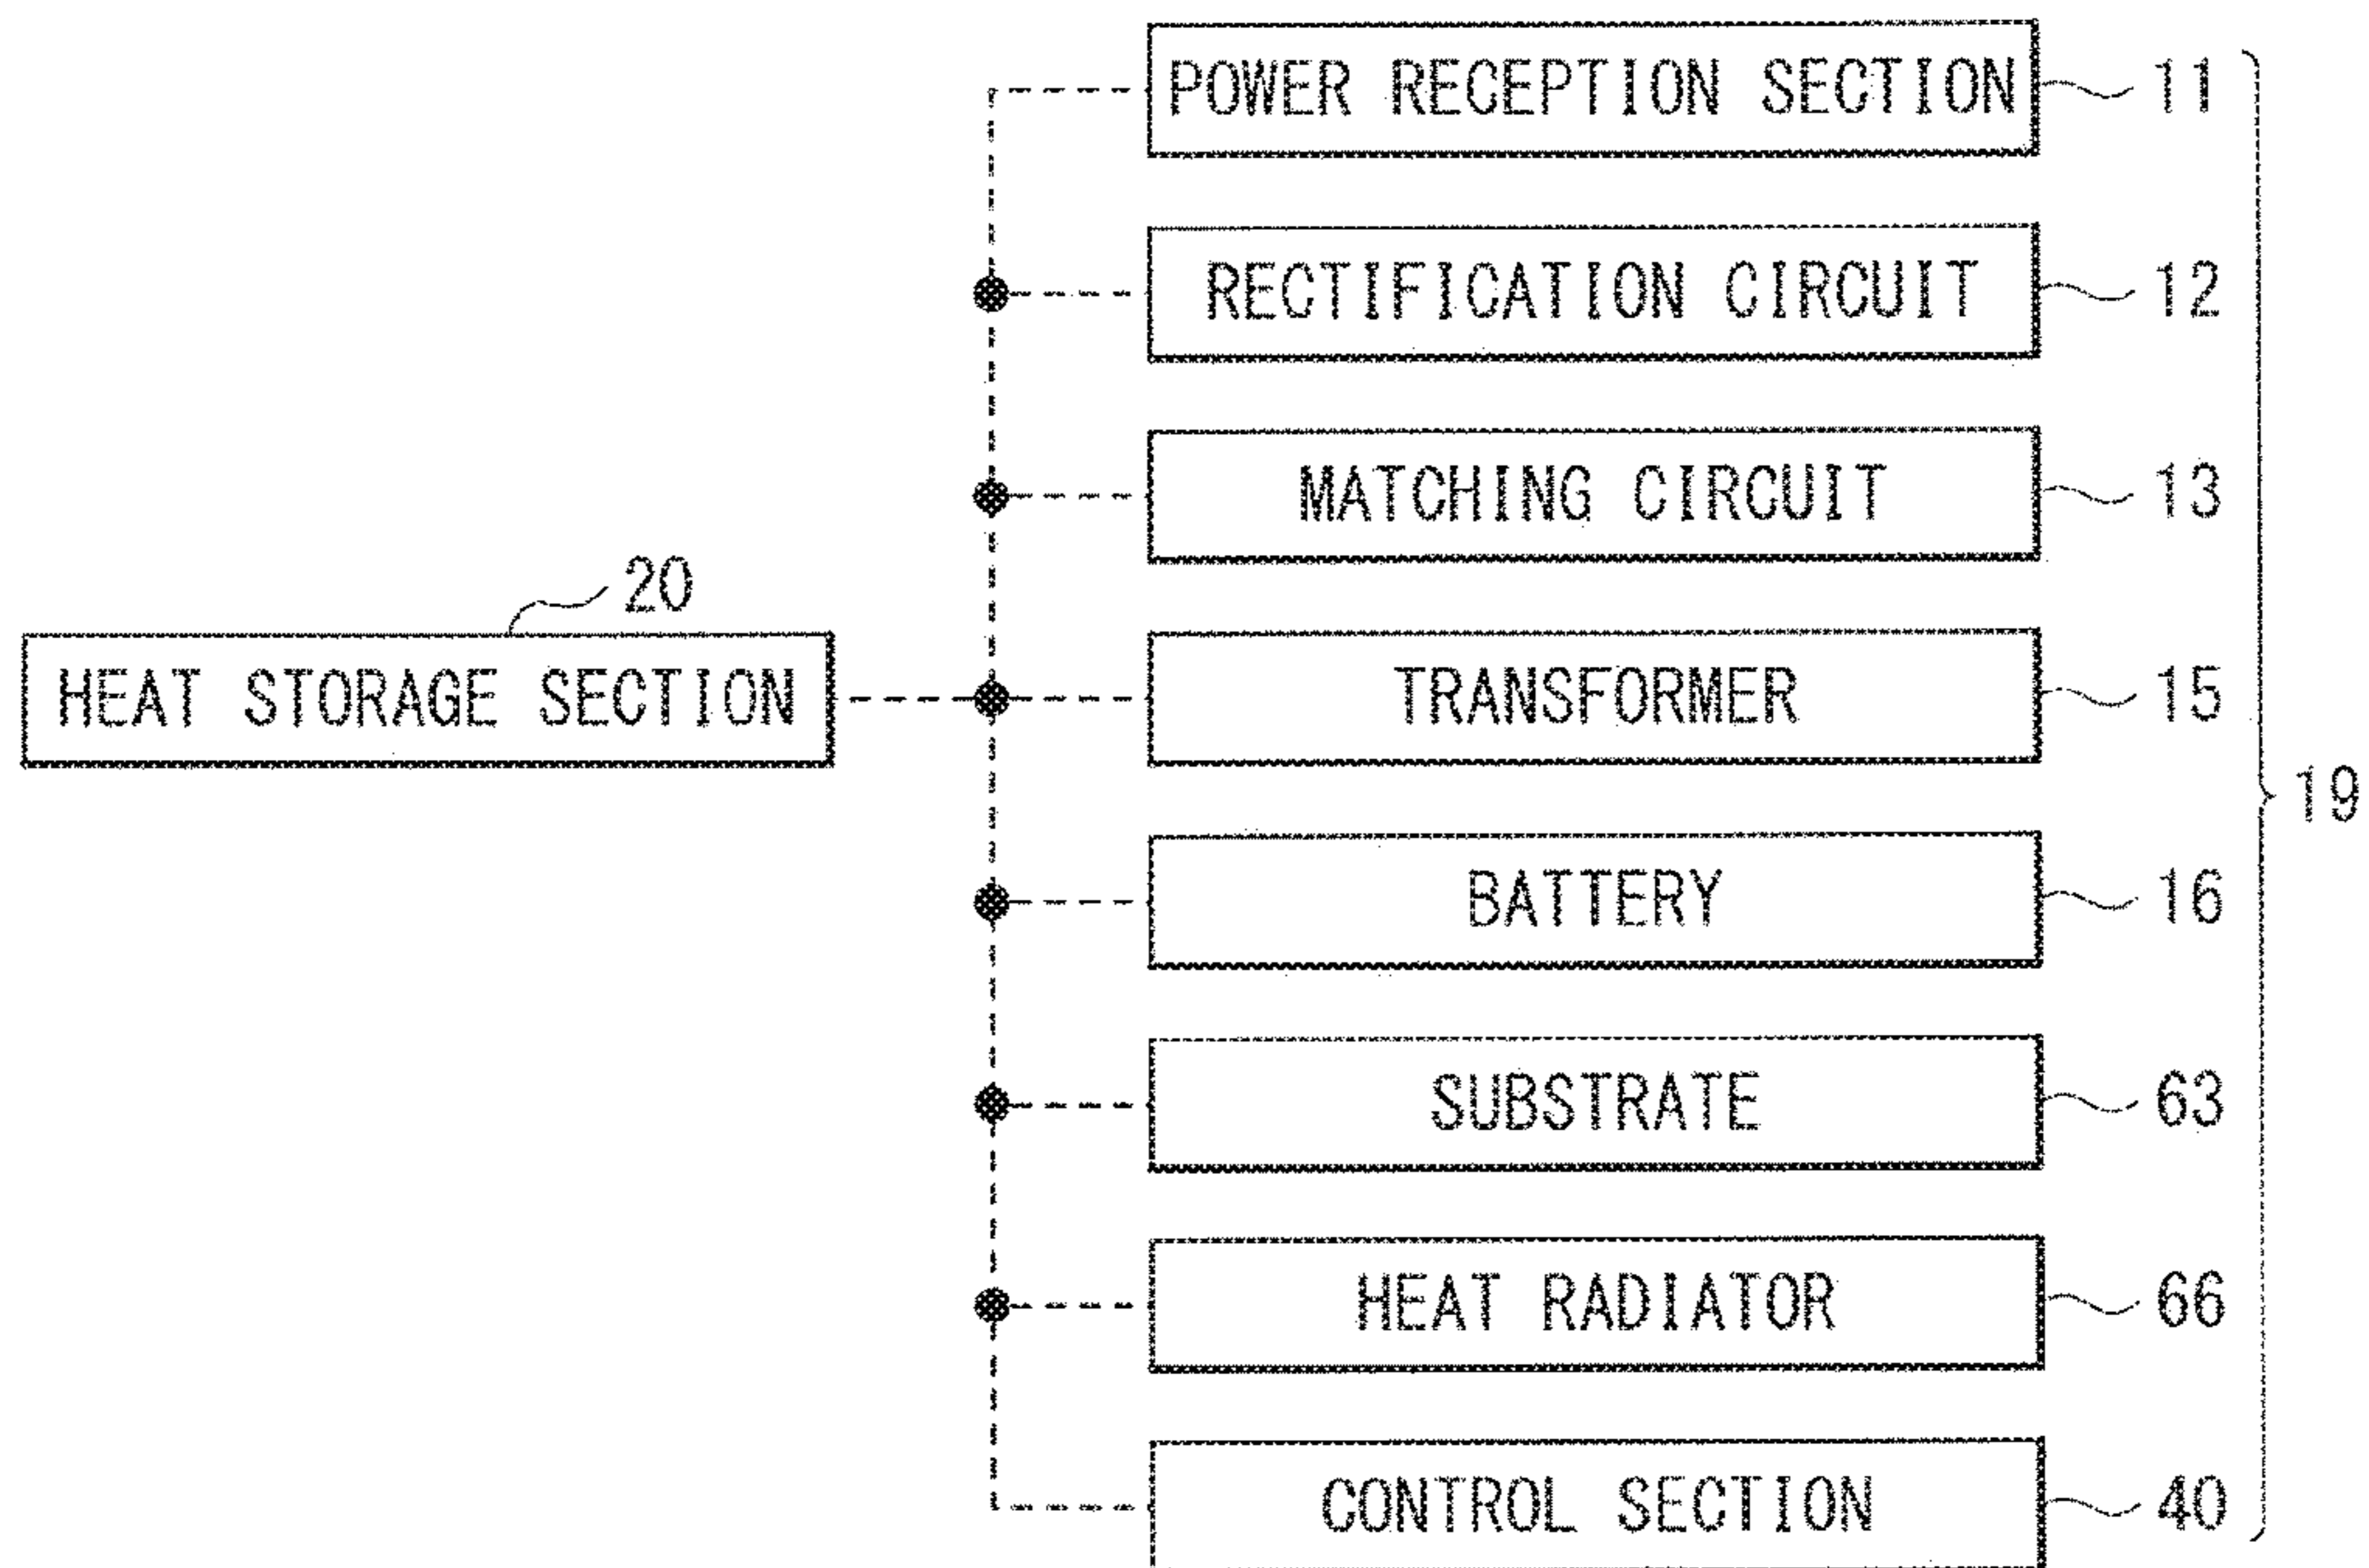 POWER RECEPTION SECTION 11
RECTIFICATION CIRCUIT 12
MATCHING CIRCUIT 13
20
HEAT STORAGE SECTION
TRANSFORMER 15
19
BATTERY 16
SUBSTRATE 63
HEAT RADIATOR 66
CONTROL SECTION 40